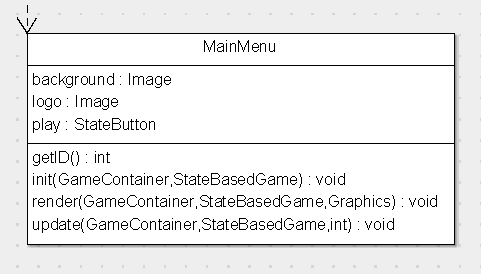 MainMenu
background : Image
logo : Image
play : StateButton
getID() : int
init(GameContainer,StateBasedGame) : void
render(GameContainer,StateBasedGame,Graphics) : void
update(GameContainer,StateBasedGame,int) : void